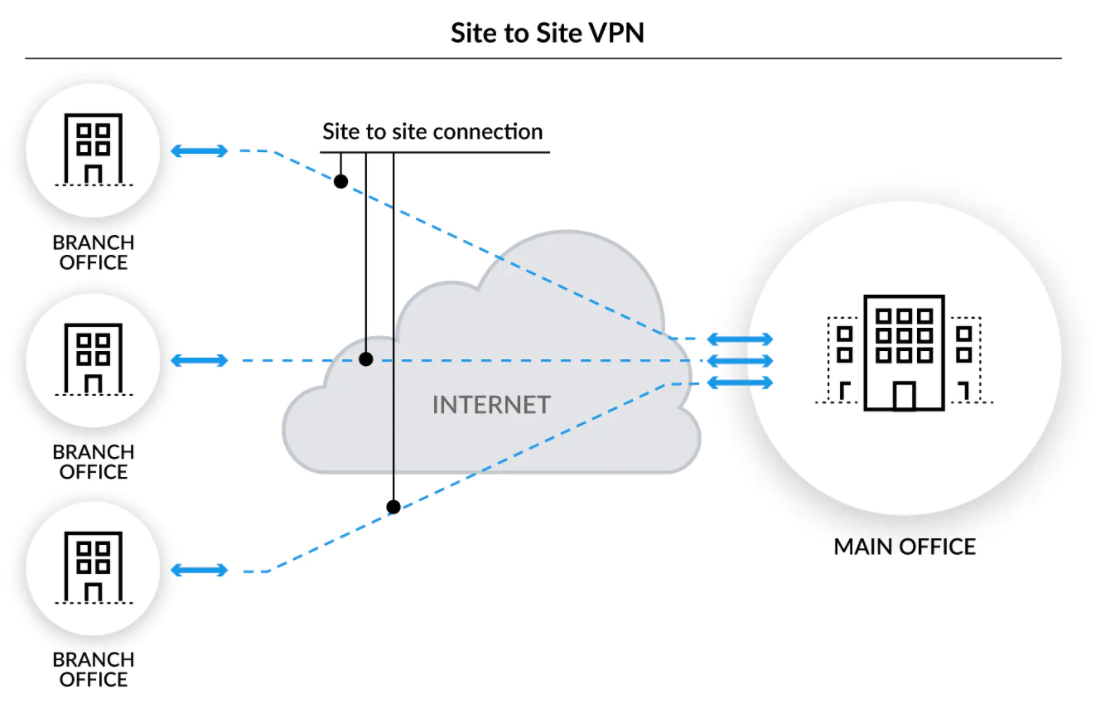 Site to Site VPN
Site to site connection
BRANCH
OFFICE
BRANCH
OFFICE
INTERNET
MAIN OFFICE
BRANCH
OFFICE